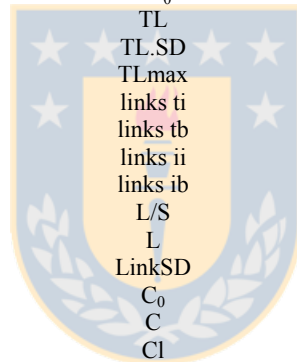 TL
TL.SD
TLmax
links ti
links tb
links ii
links ib
L/S
L
LinkSD
C₀
C
Cl